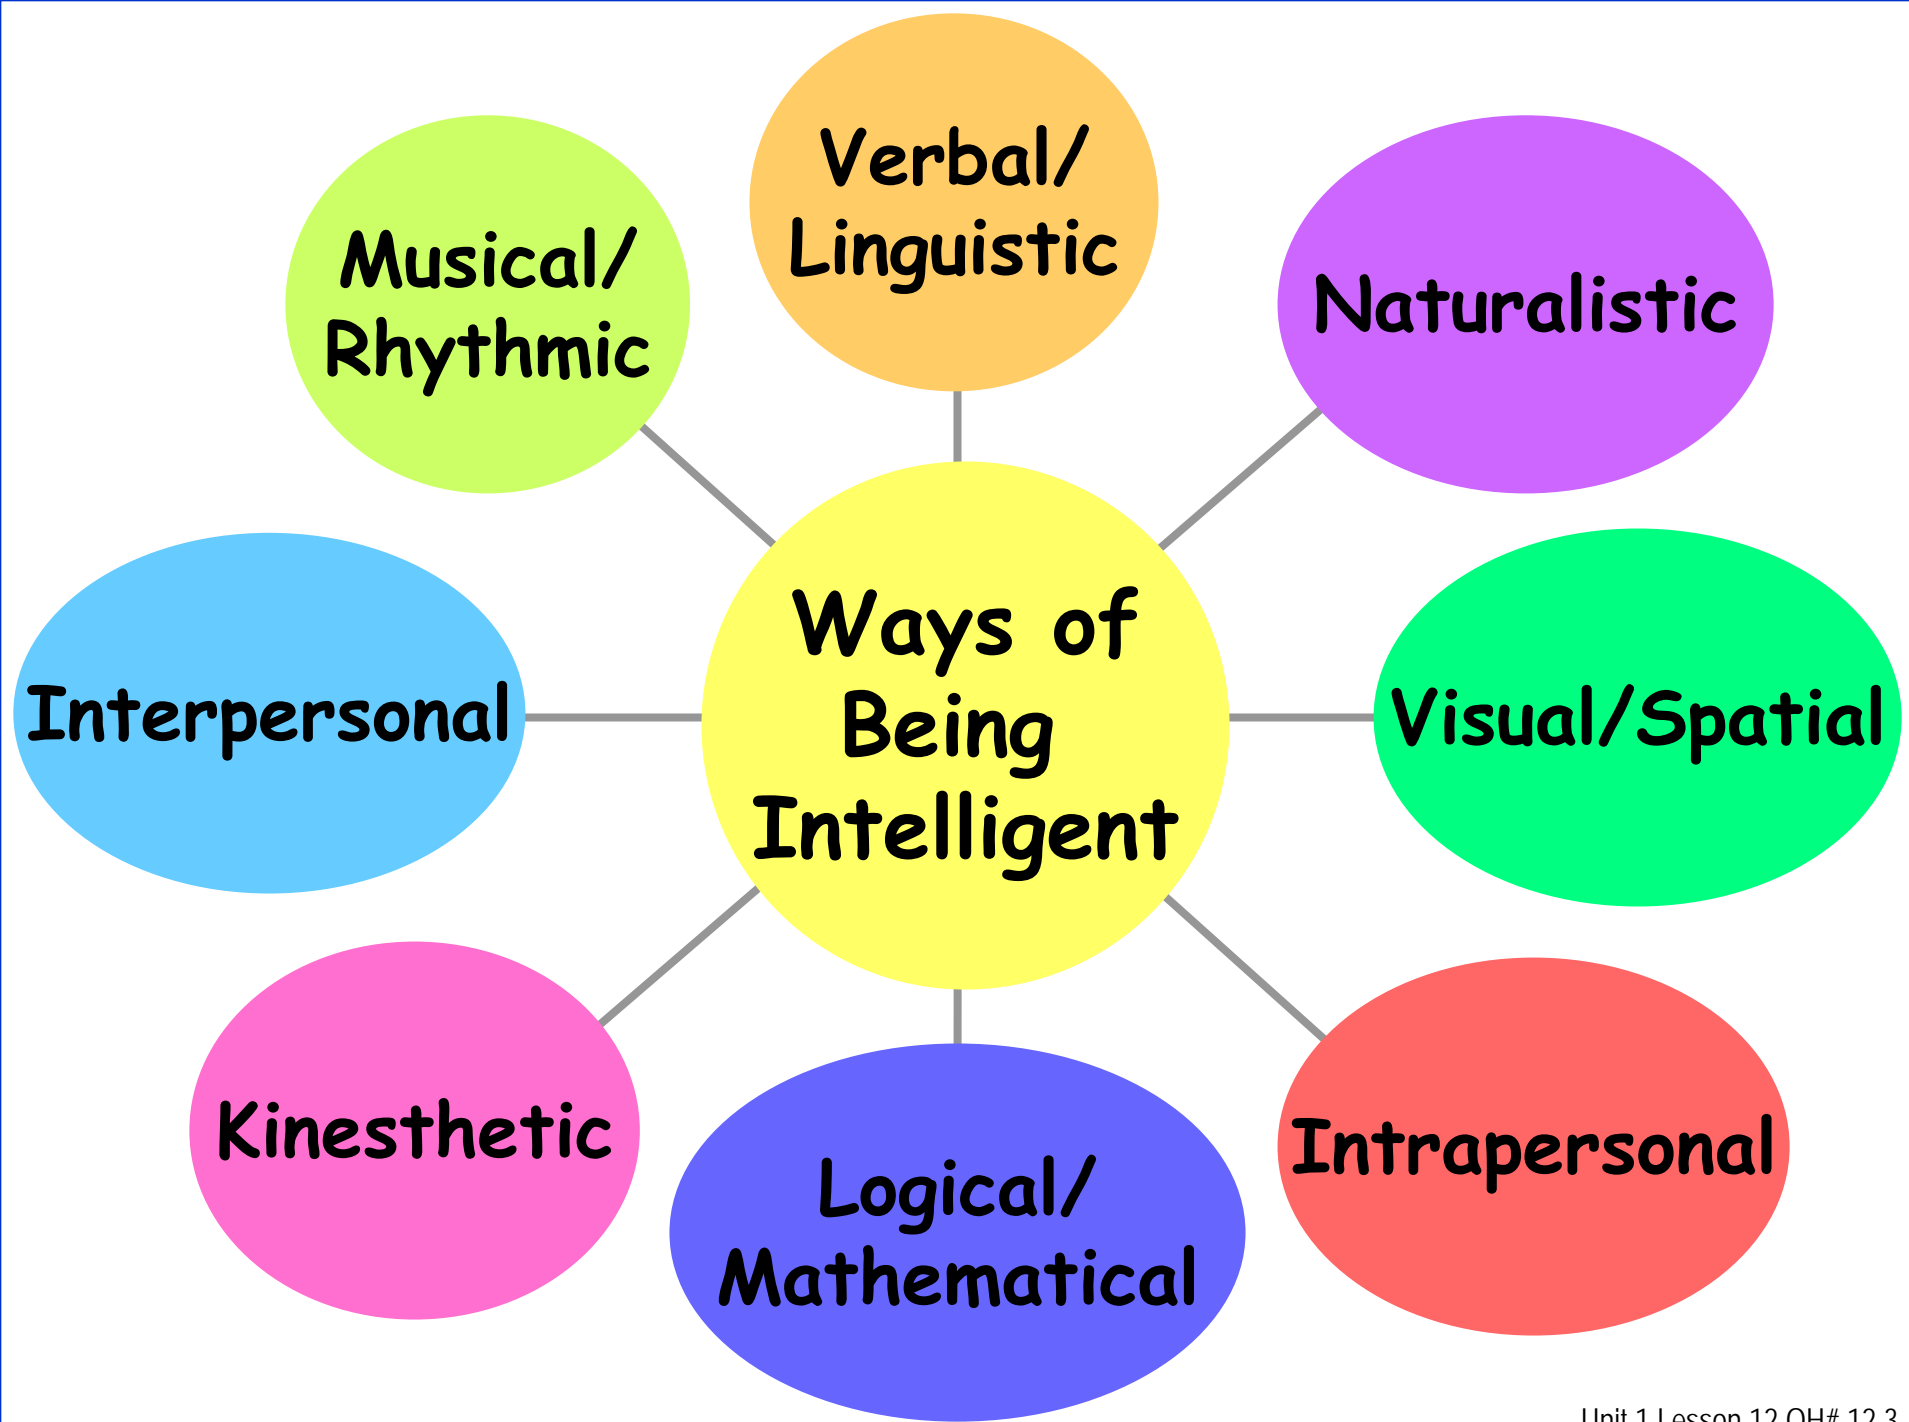 Verbal/
Linguistic
Musical/
Rhythmic
Naturalistic
Ways of
Being
Intelligent
Interpersonal
Visual/Spatial
Kinesthetic
Intrapersonal
Logical/
Mathematical
Unit 1 Lesson 12 OH# 12.3